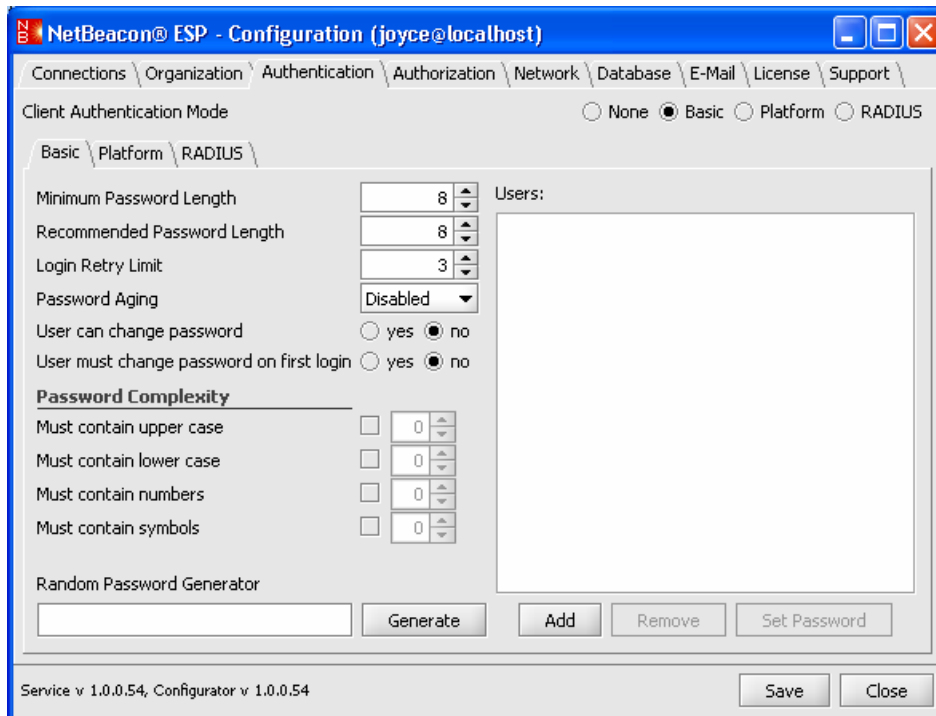 NetBeacon® ESP - Configuration (joyce@localhost)
Connections Organization Authentication Authorization Network Database E-Mail License Support
Client Authentication Mode None Basic Platform RADIUS
Basic Platform RADIUS
Minimum Password Length 8
Users:
Recommended Password Length 8
Login Retry Limit 3
Password Aging Disabled
User can change password yes no
User must change password on first login yes no
Password Complexity
Must contain upper case 0
Must contain lower case 0
Must contain numbers 0
Must contain symbols 0
Random Password Generator
Generate Add Remove Set Password
Service v 1.0.0.54, Configurator v 1.0.0.54 Save Close